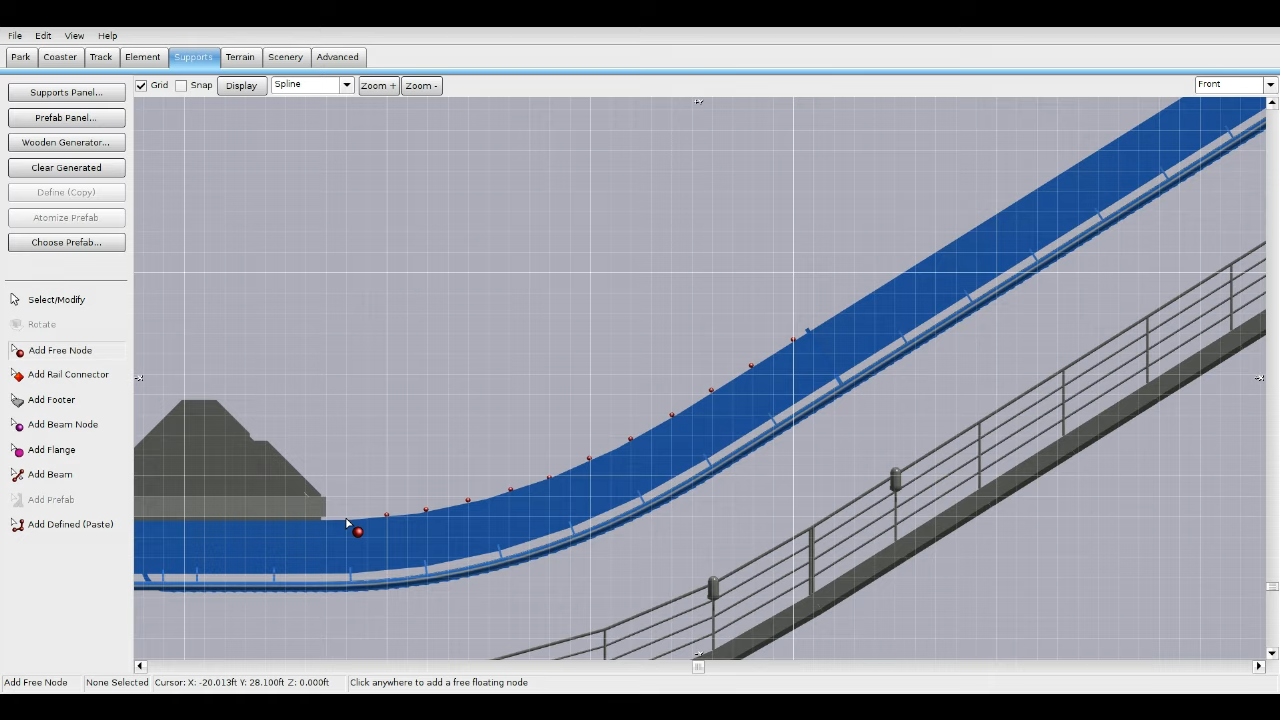 File Edit View Help
Park Coaster Track Element Supports Terrain Scenery Advanced
Supports Panel... Grid Snap Display Spline Zoom + Zoom - Front
Prefab Panel...
Wooden Generator...
Clear Generated
Define (Copy)
Atomize Prefab
Choose Prefab...
Select/Modify
Rotate
Add Free Node
Add Rail Connector
Add Footer
Add Beam Node
Add Flange
Add Beam
Add Prefab
Add Defined (Paste)
Add Free Node None Selected Cursor: X: -20.013ft Y: 28.100ft Z: 0.000ft Click anywhere to add a free floating node